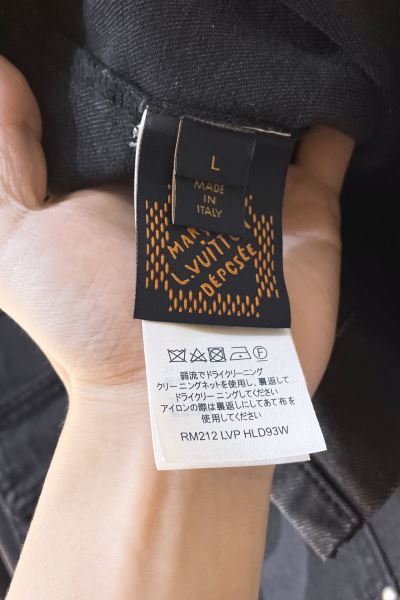 L
MADE
IN
ITALY
L.VUITTO
DÉPOSÉE
弱流でドライクリーニング
クリーニングネットを使用し、裏返して
ドライクリーニングしてください
アイロンの際は裏返しにしてあて布を
使用してください
RM212 LVP HLD93W